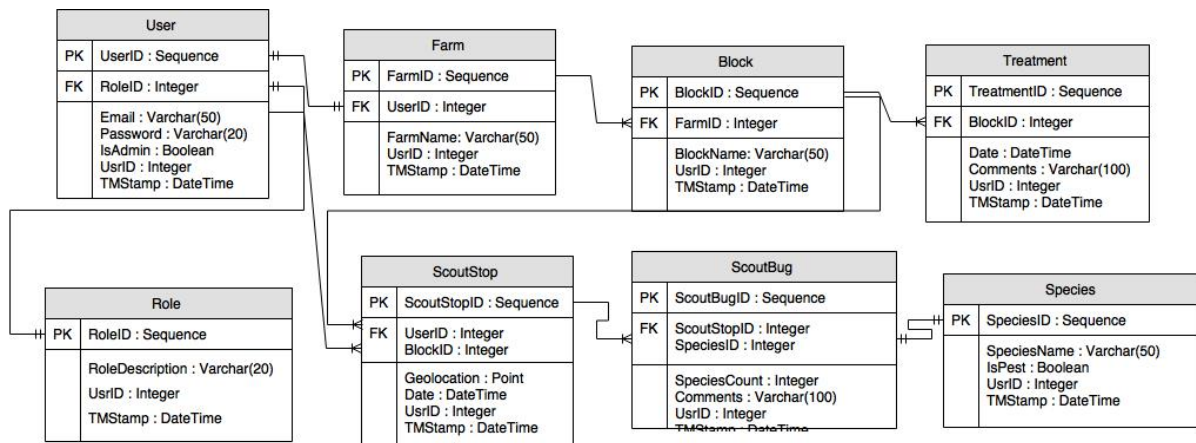 User
PK UserID : Sequence
FK RoleID : Integer
Email : Varchar(50)
Password : Varchar(20)
IsAdmin : Boolean
UsrID : Integer
TMStamp : DateTime
Farm
PK FarmID : Sequence
FK UserID : Integer
FarmName: Varchar(50)
UsrID : Integer
TMStamp : DateTime
Block
PK BlockID : Sequence
FK FarmID : Integer
BlockName: Varchar(50)
UsrID : Integer
TMStamp : DateTime
Treatment
PK TreatmentID : Sequence
FK BlockID : Integer
Date : DateTime
Comments : Varchar(100)
UsrID : Integer
TMStamp : DateTime
Role
PK RoleID : Sequence
RoleDescription : Varchar(20)
UsrID : Integer
TMStamp : DateTime
ScoutStop
PK ScoutStopID : Sequence
FK UserID : Integer
BlockID : Integer
Geolocation : Point
Date : DateTime
UsrID : Integer
TMStamp : DateTime
ScoutBug
PK ScoutBugID : Sequence
FK ScoutStopID : Integer
SpeciesID : Integer
SpeciesCount : Integer
Comments : Varchar(100)
UsrID : Integer
TMStamp : DateTime
Species
PK SpeciesID : Sequence
SpeciesName : Varchar(50)
IsPest : Boolean
UsrID : Integer
TMStamp : DateTime